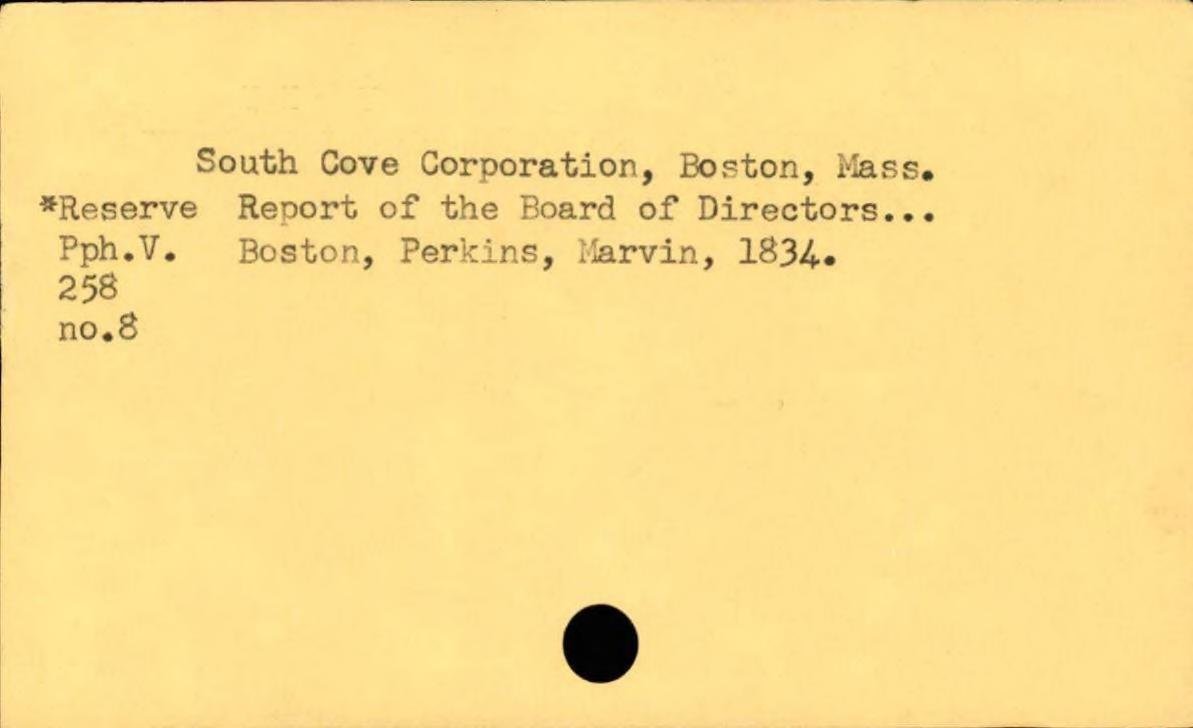 South Cove Corporation, Boston, Mass.
*Reserve Report of the Board of Directors...
Pph.V. Boston, Perkins, Marvin, 1834.
258
no.8